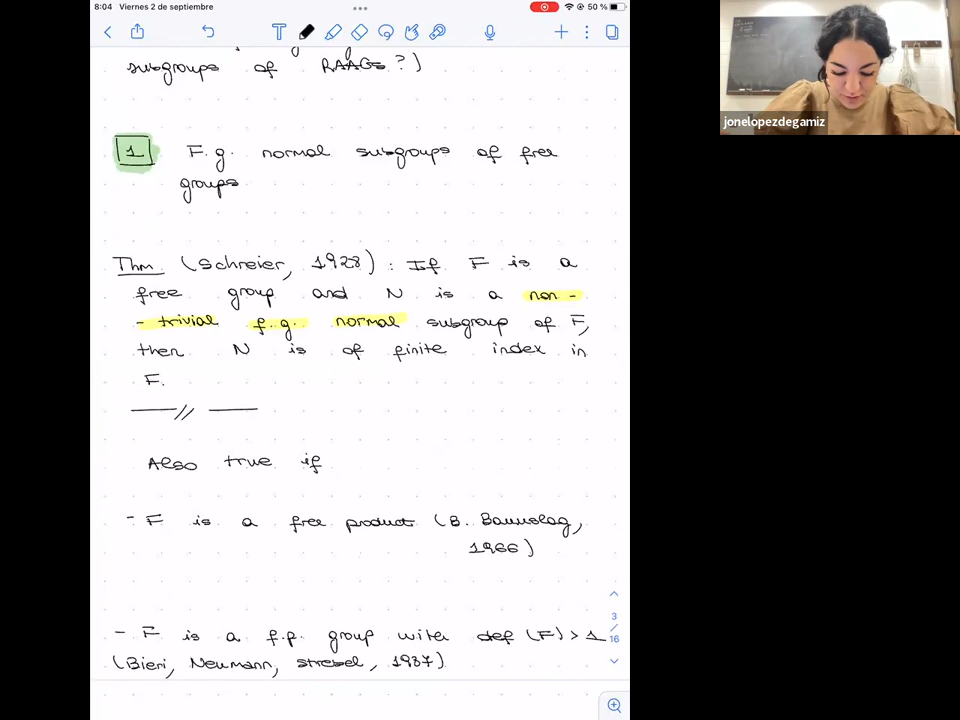 8:04 Viernes 2 de septiembre
50 %
subgroups of RAAGs?)
jonelopezdegamiz
1 F.g. normal subgroups of free
groups
Thm (Schreier, 1928): If F is a
free group and N is a non-
-trivial f.g. normal subgroup of F,
then N is of finite index in
F.
Also true if
- F is a free product (B. Baumslag,
1966)
- F is a f.p. group with def (F) > 1
(Bieri, Neumann, Strebel, 1987)
3
/
16